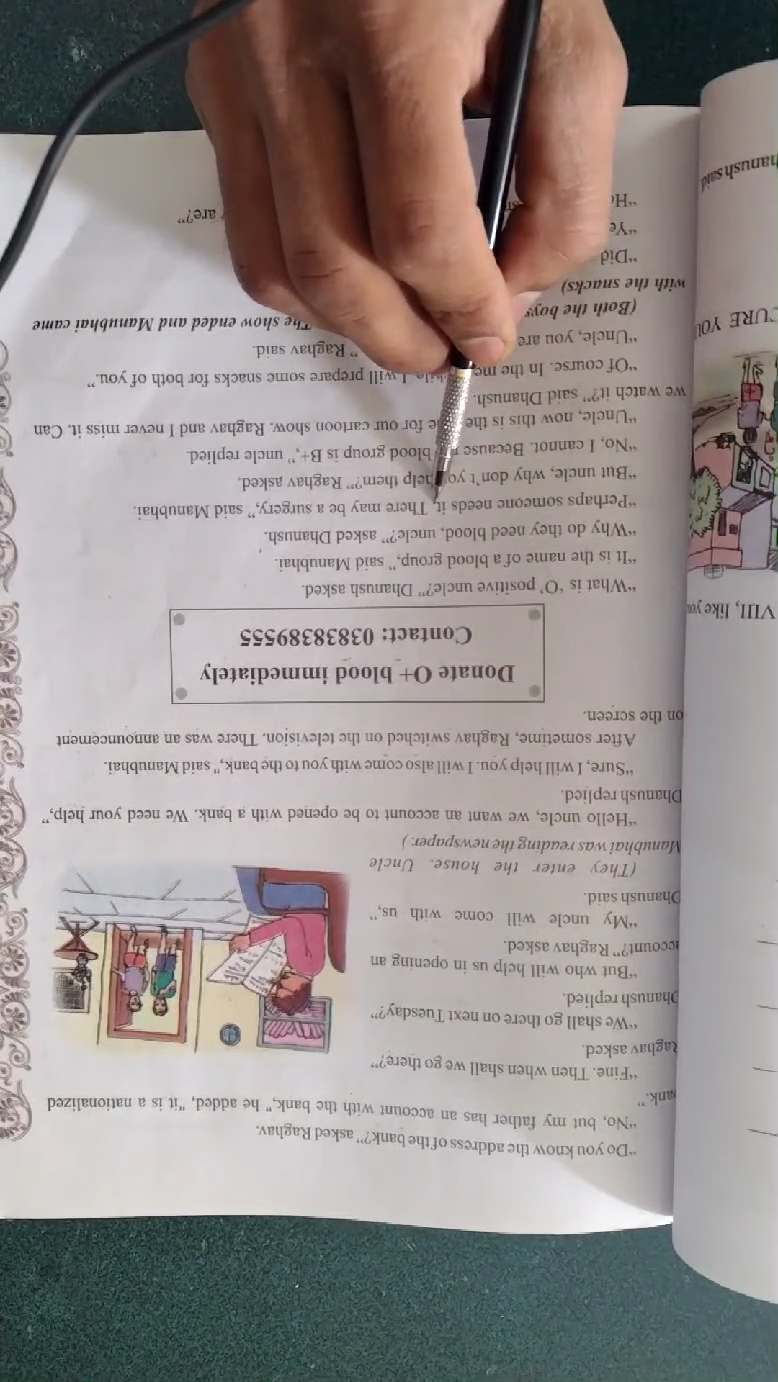 "Do you know the address of the bank?" asked Raghav.
"No, but my father has an account with the bank," he added, "it is a nationalized
bank."
"Fine. Then when shall we go there?"
Raghav asked.
"We shall go there on next Tuesday?"
Dhanush replied.
"But who will help us in opening an
account?" Raghav asked.
"My uncle will come with us,"
Dhanush said.
(They enter the house. Uncle
Manubhai was reading the newspaper.)
"Hello uncle, we want an account to be opened with a bank. We need your help,"
Dhanush replied.
"Sure, I will help you. I will also come with you to the bank," said Manubhai.
After sometime, Raghav switched on the television. There was an announcement
on the screen.
Donate O+ blood immediately
Contact: 03838389555
"What is 'O' positive uncle?" Dhanush asked.
"It is the name of a blood group," said Manubhai.
"Why do they need blood, uncle?" asked Dhanush.
"Perhaps someone needs it. There may be a surgery," said Manubhai.
"But uncle, why don't you help them?" Raghav asked.
"No, I cannot. Because blood group is B+," uncle replied.
"Uncle, now this is the for our cartoon show. Raghav and I never miss it. Can
we watch it?" said Dhanush.
"Of course. In the I will prepare some snacks for both of you."
"Uncle, you are " Raghav said.
(Both the boys The show ended and Manubhai came
with the snacks)
"Did
are?"
VIII, like you
CURE YOU
hanush said